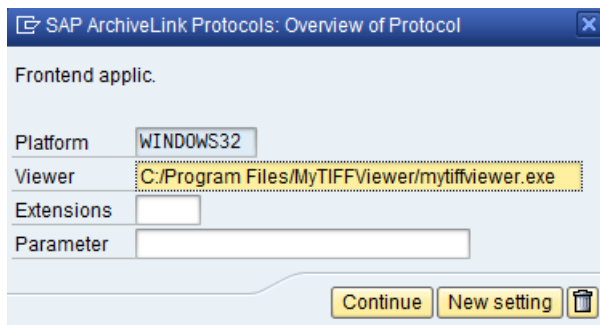 SAP ArchiveLink Protocols: Overview of Protocol
Frontend applic.
Platform WINDOWS32
Viewer C:/Program Files/MyTIFFViewer/mytiffviewer.exe
Extensions
Parameter
Continue New setting